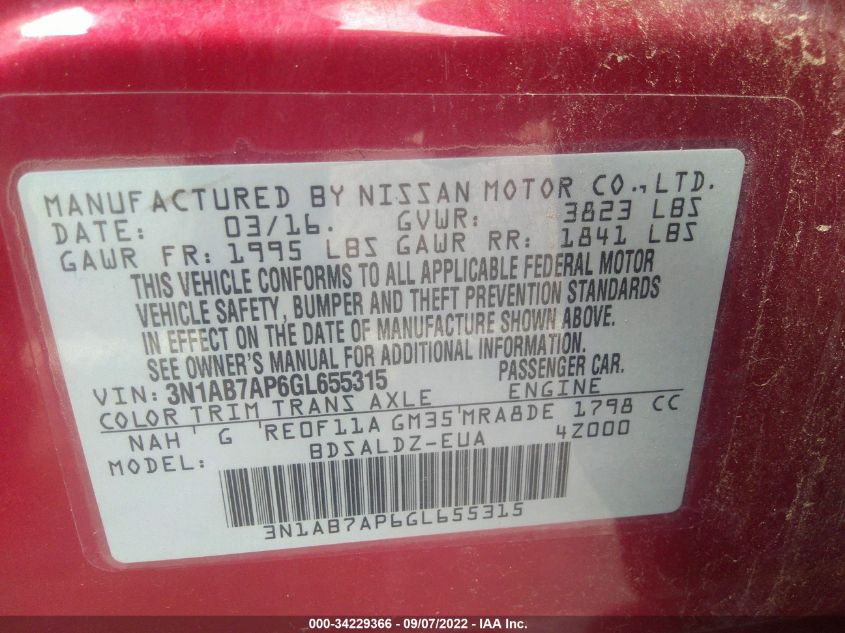 MANUFACTURED BY NISSAN MOTOR CO., LTD.
DATE: 03/16. GVWR: 3823 LBS
GAWR FR: 1995 LBS GAWR RR: 1841 LBS
THIS VEHICLE CONFORMS TO ALL APPLICABLE FEDERAL MOTOR
VEHICLE SAFETY, BUMPER AND THEFT PREVENTION STANDARDS
IN EFFECT ON THE DATE OF MANUFACTURE SHOWN ABOVE.
SEE OWNER'S MANUAL FOR ADDITIONAL INFORMATION.
VIN: 3N1AB7AP6GL655315 PASSENGER CAR.
COLOR TRIM TRANS AXLE ENGINE
NAH G RE0F11A GM35 MRA8DE 1798 CC
MODEL: BDSALDZ-EUA 4Z000
3N1AB7AP6GL655315
000-34229366 - 09/07/2022 - IAA Inc.